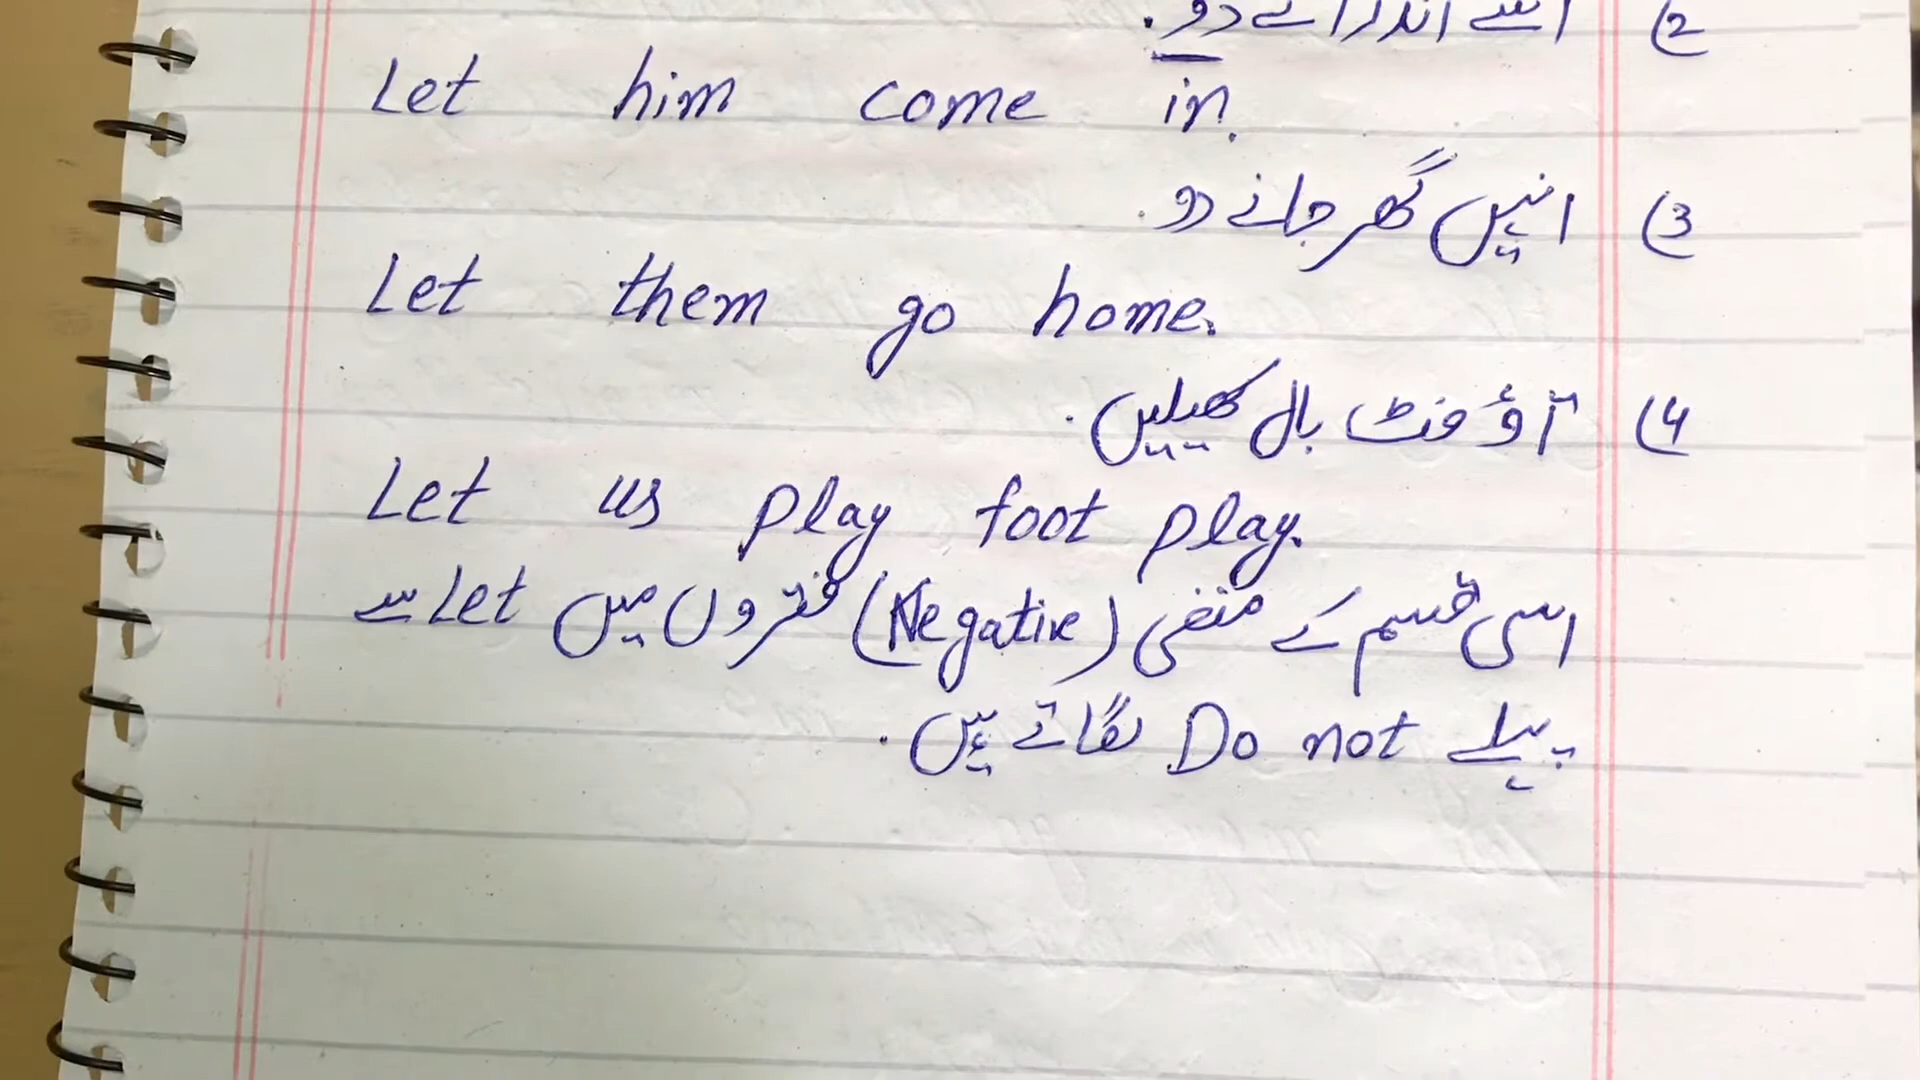 2) اسے اندر آنے دو.
Let him come in.
3) انہیں گھر جانے دو.
Let them go home.
4) آؤ فٹ بال کھیلیں.
Let us play foot play.
اسی قسم کے منفی (Negative) فقروں میں Let سے
پہلے Do not لگاتے ہیں.